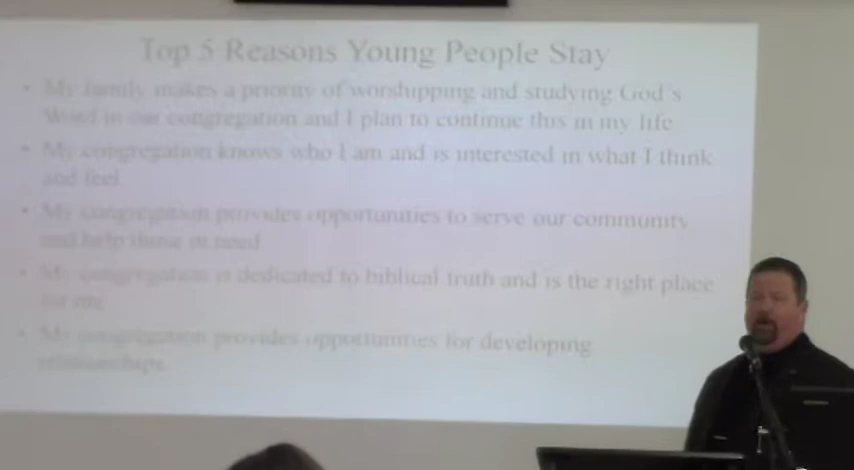 Top 5 Reasons Young People Stay
• My family makes a priority of worshipping and studying God's
Word in our congregation and I plan to continue this in my life
• My congregation knows who I am and is interested in what I think
and feel
• My congregation provides opportunities to serve our community
and help those in need
• My congregation is dedicated to biblical truth and is the right place
for me
• My congregation provides opportunities for developing
relationships